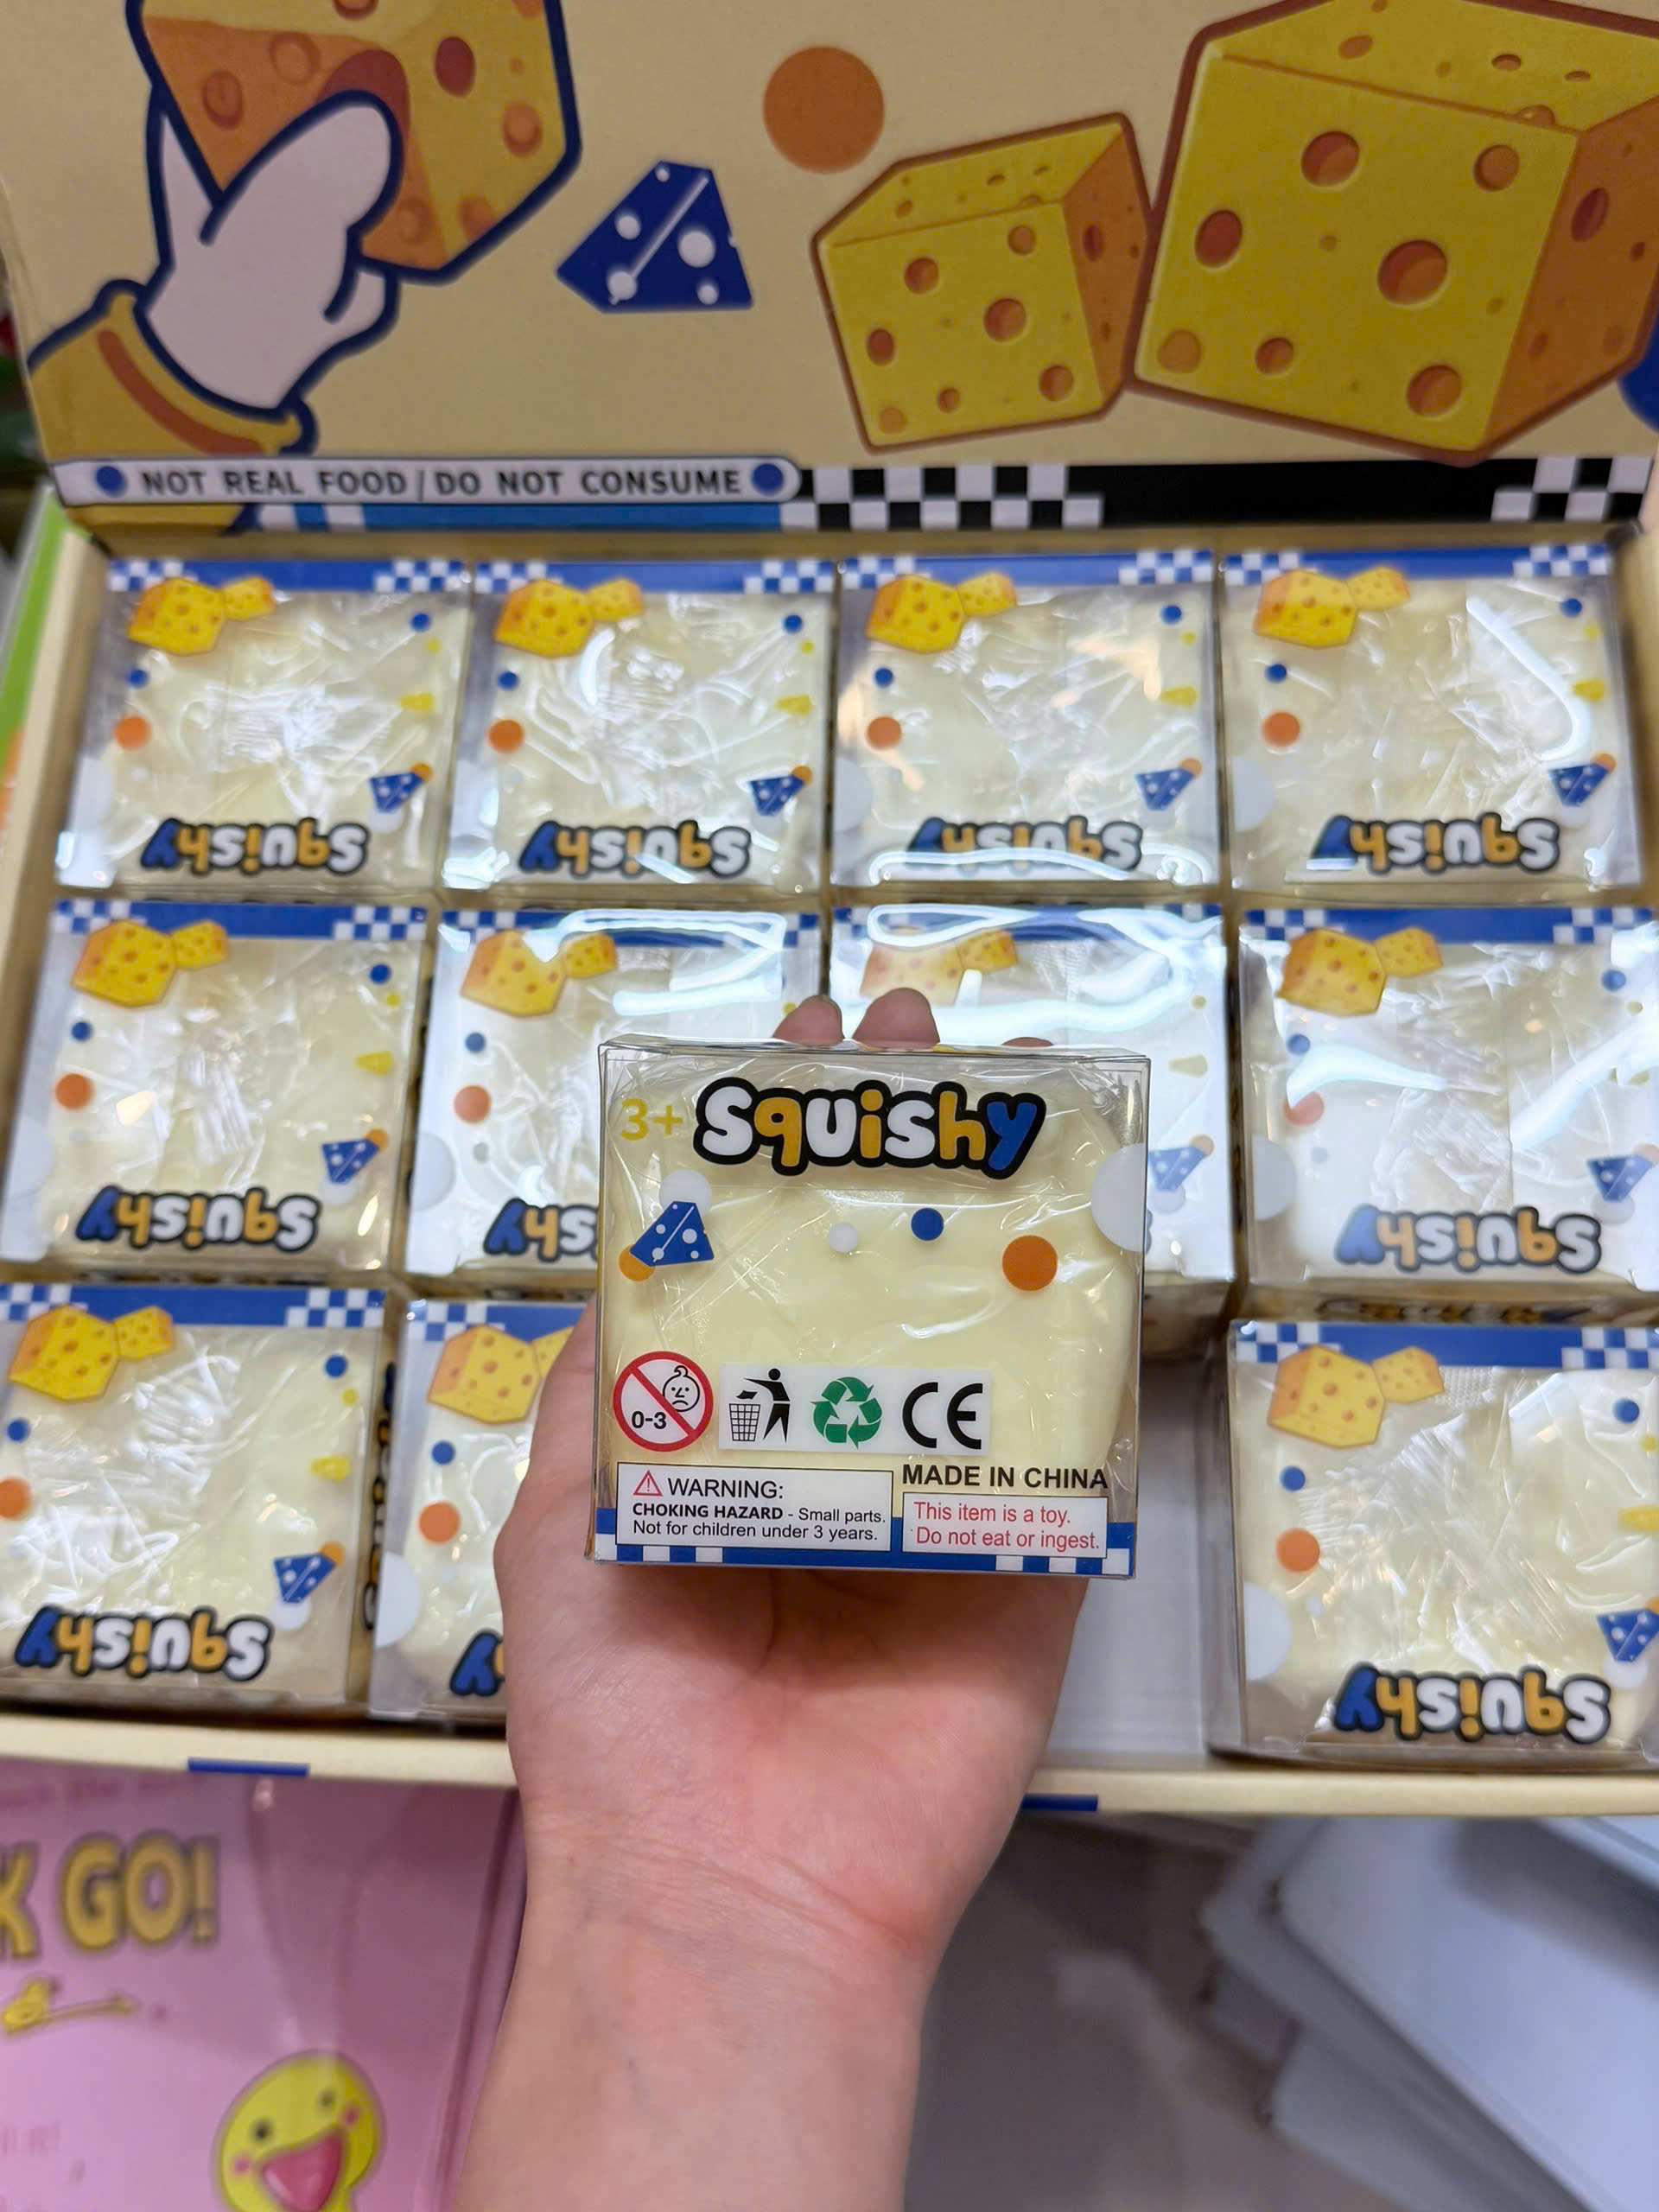 NOT REAL FOOD / DO NOT CONSUME
Squishy
Squishy
Squishy
Squishy
Squishy
Squishy
3+ Squishy
0-3
CE
WARNING:
CHOKING HAZARD - Small parts.
Not for children under 3 years.
MADE IN CHINA
This item is a toy.
Do not eat or ingest.
Squishy
Squishy
Squishy
GO!